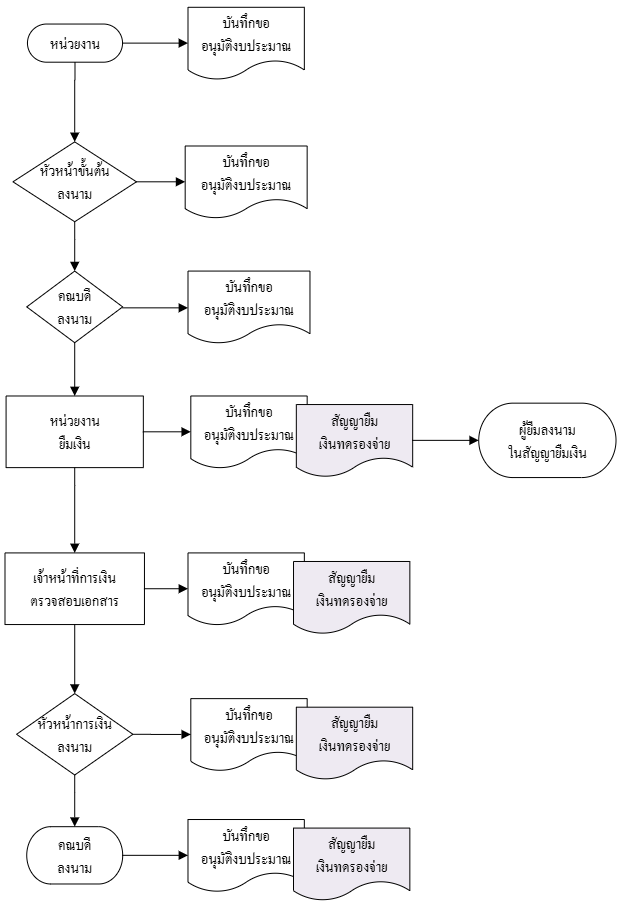 หน่วยงาน
บันทึกขอ
อนุมัติงบประมาณ
หัวหน้าขั้นต้น
ลงนาม
บันทึกขอ
อนุมัติงบประมาณ
คณบดี
ลงนาม
บันทึกขอ
อนุมัติงบประมาณ
หน่วยงาน
ยืมเงิน
บันทึกขอ
อนุมัติงบประมาณ
สัญญายืม
เงินทดรองจ่าย
ผู้ยืมลงนาม
ในสัญญายืมเงิน
เจ้าหน้าที่การเงิน
ตรวจสอบเอกสาร
บันทึกขอ
อนุมัติงบประมาณ
สัญญายืม
เงินทดรองจ่าย
หัวหน้าการเงิน
ลงนาม
บันทึกขอ
อนุมัติงบประมาณ
สัญญายืม
เงินทดรองจ่าย
คณบดี
ลงนาม
บันทึกขอ
อนุมัติงบประมาณ
สัญญายืม
เงินทดรองจ่าย